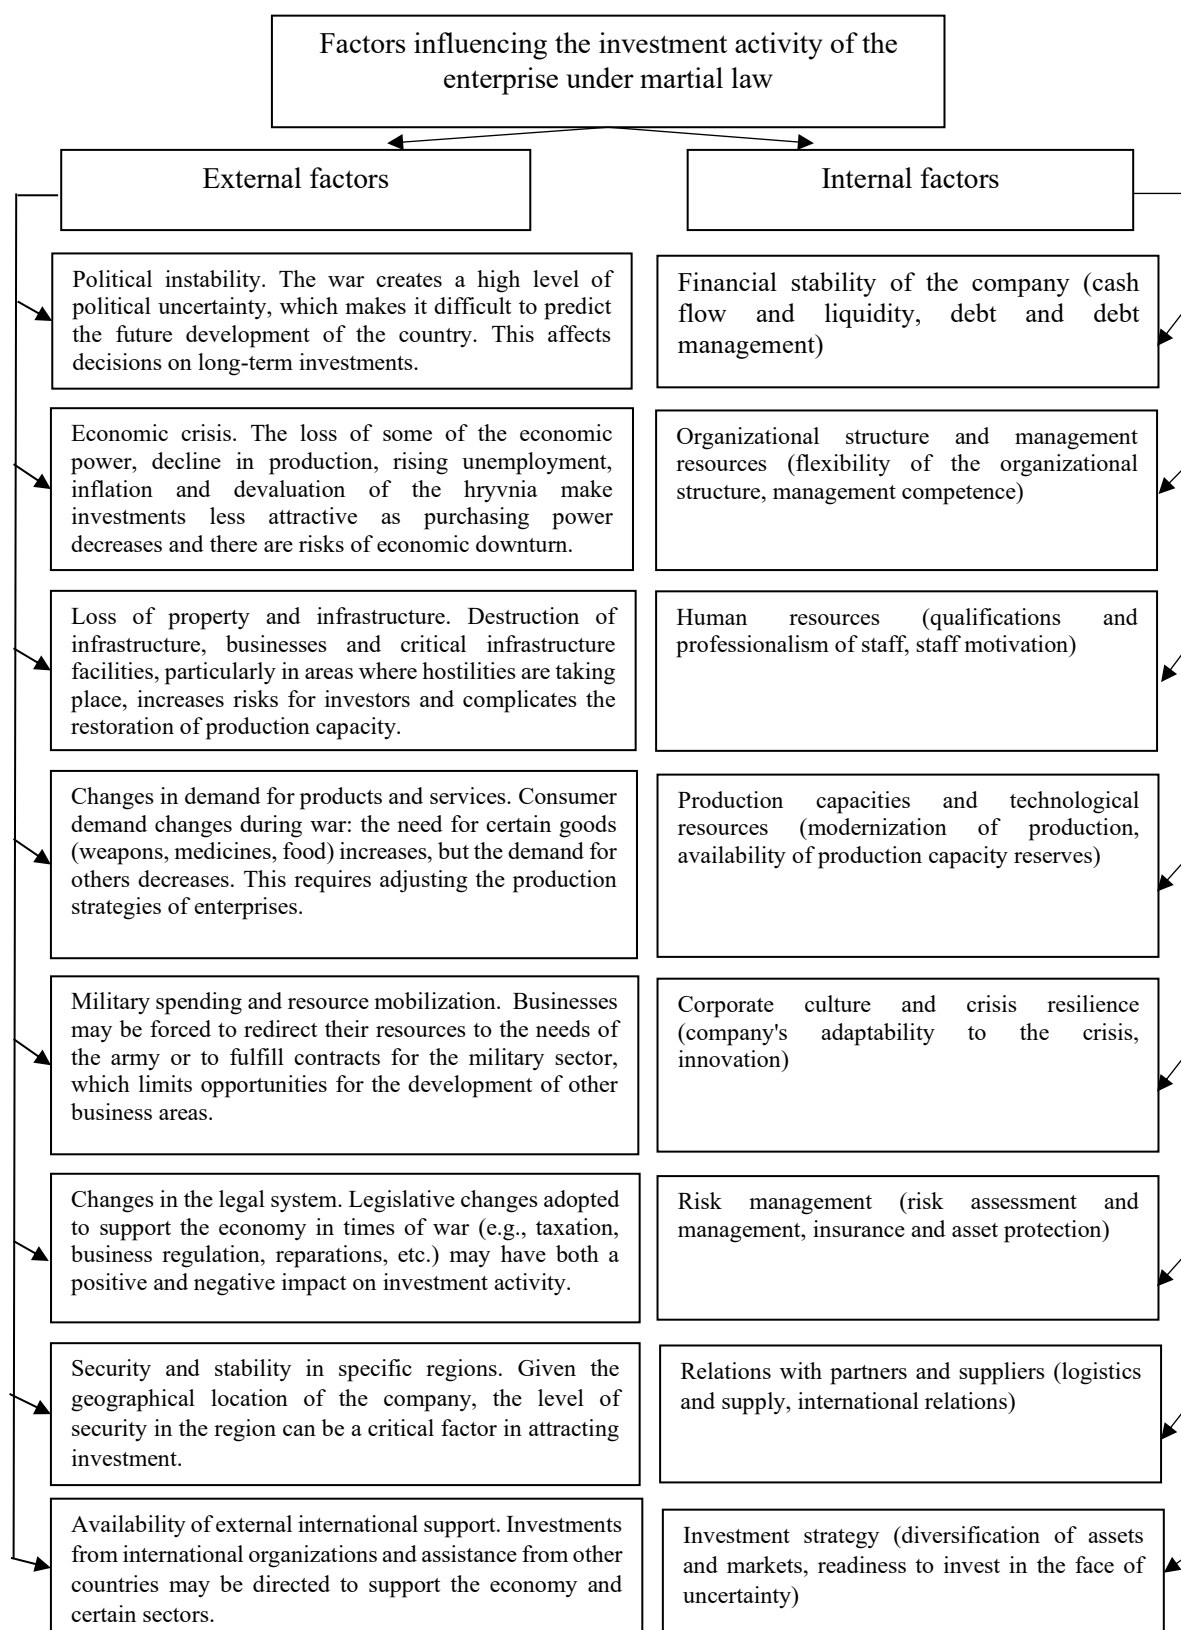 Factors influencing the investment activity of the
enterprise under martial law
External factors
Internal factors
Political instability. The war creates a high level of
political uncertainty, which makes it difficult to predict
the future development of the country. This affects
decisions on long-term investments.
Financial stability of the company (cash
flow and liquidity, debt and debt
management)
Economic crisis. The loss of some of the economic
power, decline in production, rising unemployment,
inflation and devaluation of the hryvnia make
investments less attractive as purchasing power
decreases and there are risks of economic downturn.
Organizational structure and management
resources (flexibility of the organizational
structure, management competence)
Loss of property and infrastructure. Destruction of
infrastructure, businesses and critical infrastructure
facilities, particularly in areas where hostilities are taking
place, increases risks for investors and complicates the
restoration of production capacity.
Human resources (qualifications and
professionalism of staff, staff motivation)
Changes in demand for products and services. Consumer
demand changes during war: the need for certain goods
(weapons, medicines, food) increases, but the demand for
others decreases. This requires adjusting the production
strategies of enterprises.
Production capacities and technological
resources (modernization of production,
availability of production capacity reserves)
Military spending and resource mobilization. Businesses
may be forced to redirect their resources to the needs of
the army or to fulfill contracts for the military sector,
which limits opportunities for the development of other
business areas.
Corporate culture and crisis resilience
(company's adaptability to the crisis,
innovation)
Changes in the legal system. Legislative changes adopted
to support the economy in times of war (e.g., taxation,
business regulation, reparations, etc.) may have both a
positive and negative impact on investment activity.
Risk management (risk assessment and
management, insurance and asset protection)
Security and stability in specific regions. Given the
geographical location of the company, the level of
security in the region can be a critical factor in attracting
investment.
Relations with partners and suppliers (logistics
and supply, international relations)
Availability of external international support. Investments
from international organizations and assistance from other
countries may be directed to support the economy and
certain sectors.
Investment strategy (diversification of assets
and markets, readiness to invest in the face of
uncertainty)